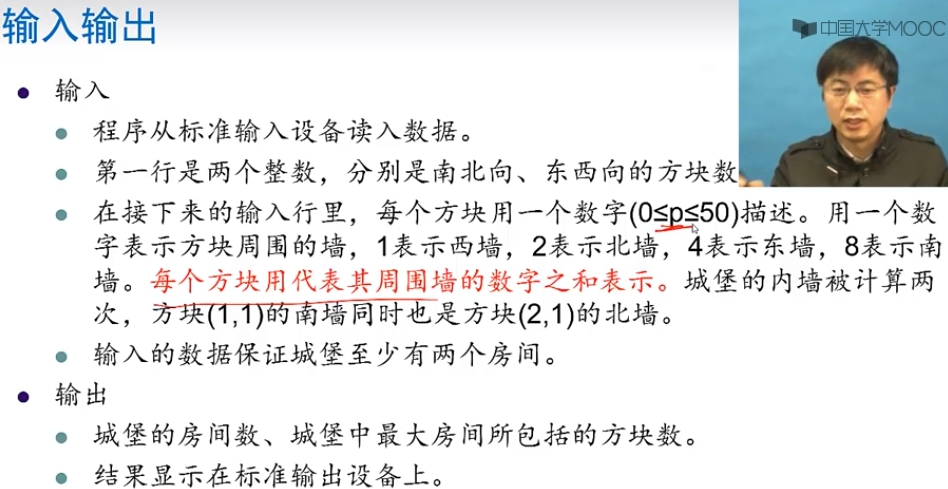 输入输出
中国大学MOOC
输入
程序从标准输入设备读入数据。
第一行是两个整数，分别是南北向、东西向的方块数
在接下来的输入行里，每个方块用一个数字(0≤p≤50)描述。用一个数
字表示方块周围的墙，1表示西墙，2表示北墙，4表示东墙，8表示南
墙。每个方块用代表其周围墙的数字之和表示。城堡的内墙被计算两
次，方块(1,1)的南墙同时也是方块(2,1)的北墙。
输入的数据保证城堡至少有两个房间。
输出
城堡的房间数、城堡中最大房间所包括的方块数。
结果显示在标准输出设备上。